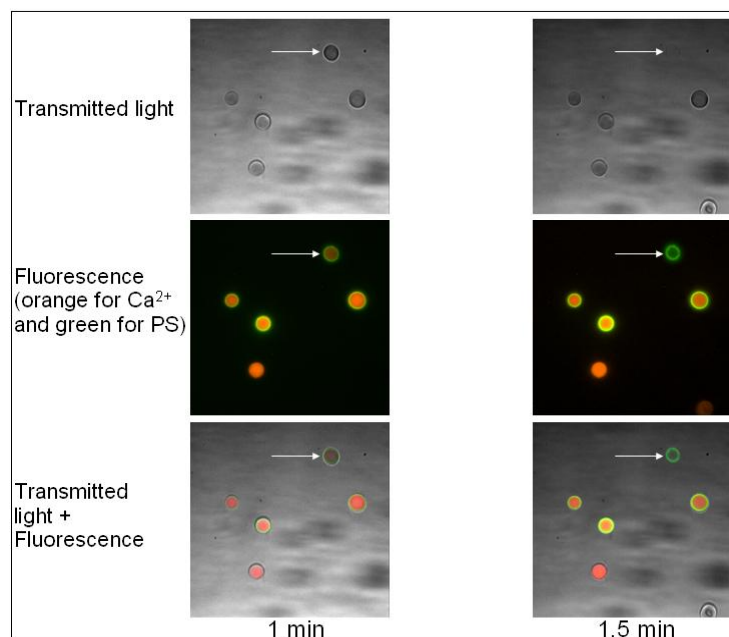 Transmitted light
Fluorescence
(orange for Ca²⁺
and green for PS)
Transmitted
light +
Fluorescence
1 min
1.5 min